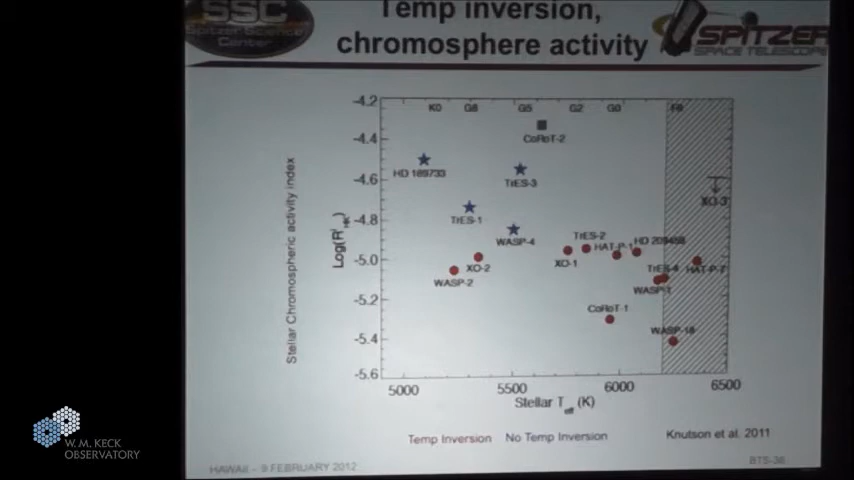 SSC
Spitzer Science
Center
Temp inversion,
chromosphere activity
SPITZER
SPACE TELESCOPE
-4.2
-4.4
-4.6
-4.8
-5.0
-5.2
-5.4
-5.6
K0 G8 G5 G2 G0 F8
CoRoT-2
HD 189733
TrES-3
XO-3
TrES-1
WASP-4
TrES-2
HAT-P-1
HD 209458
XO-1
XO-2
WASP-2
TrES-4
HAT-P-7
WASP-1
CoRoT-1
WASP-18
Stellar Chromospheric activity index
Log(R'HK)
5000 5500 6000 6500
Stellar Teff (K)
Temp Inversion No Temp Inversion
Knutson et al. 2011
HAWAII – 9 FEBRUARY 2012
BTS-36
W. M. KECK
OBSERVATORY